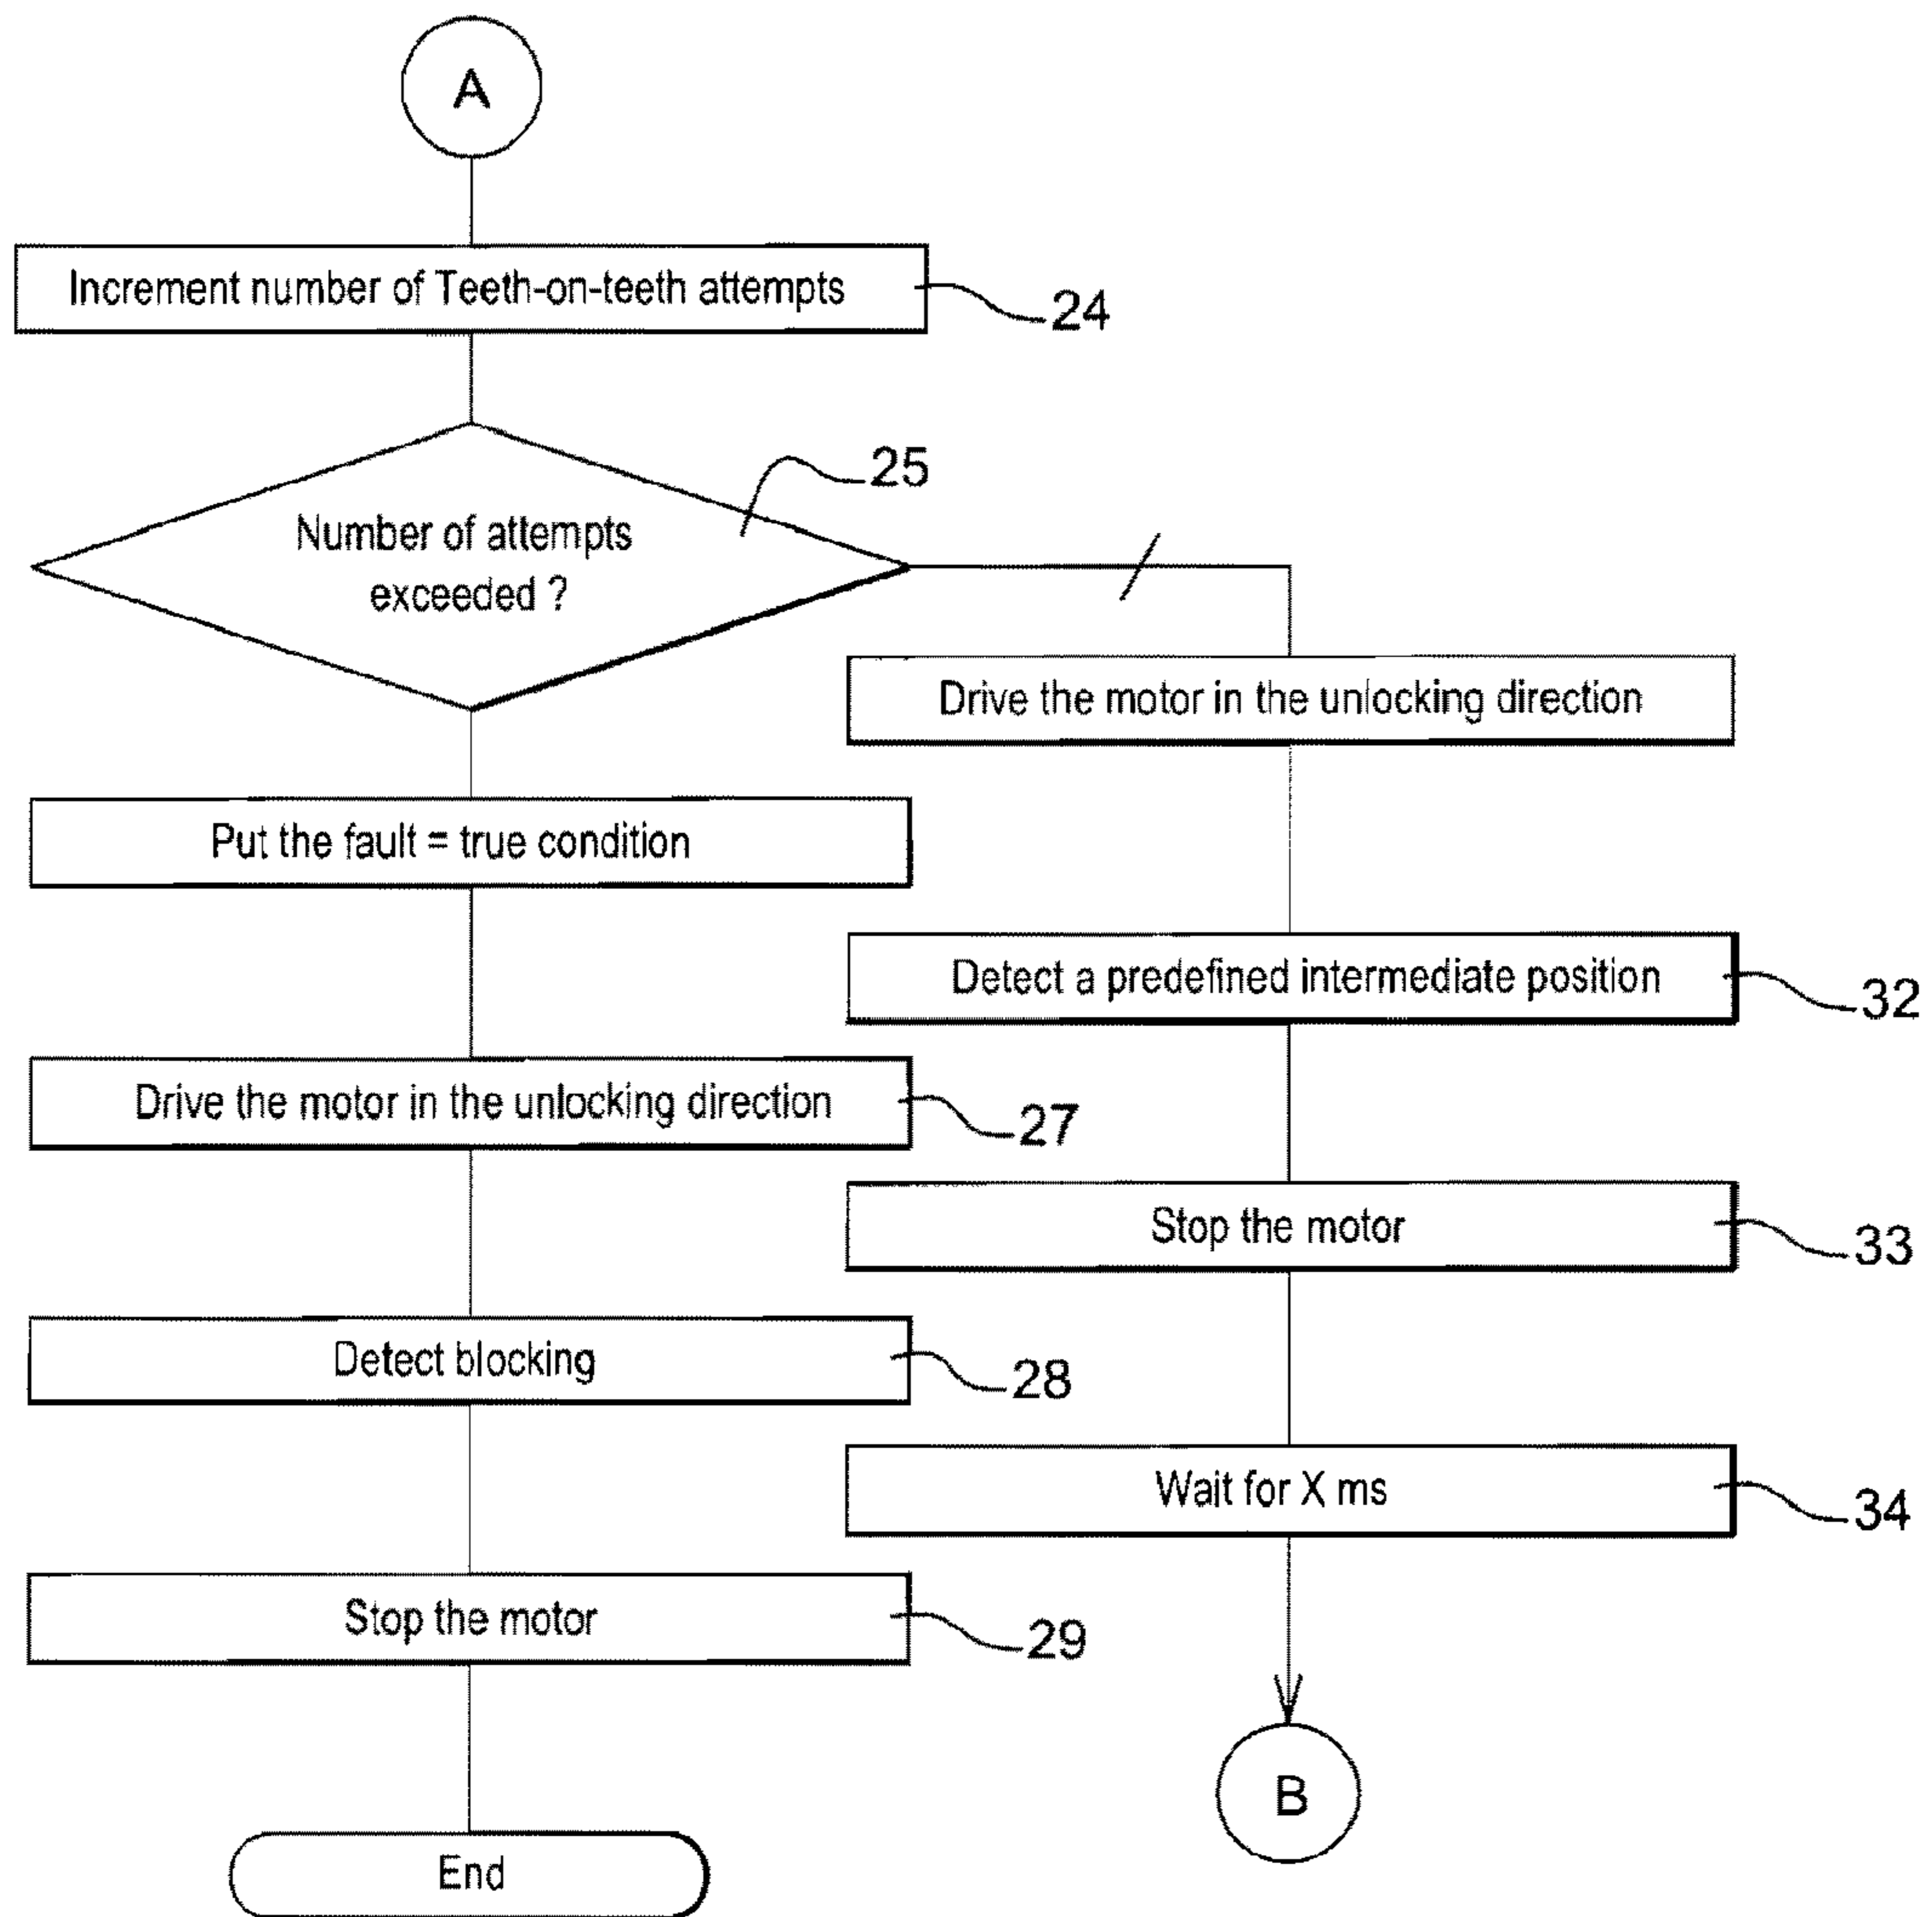 A
Increment number of Teeth-on-teeth attempts
24
25
Number of attempts
exceeded ?
Drive the motor in the unlocking direction
Put the fault = true condition
Detect a predefined intermediate position
32
Drive the motor in the unlocking direction
27
Stop the motor
33
Detect blocking
28
Wait for X ms
34
Stop the motor
29
B
End